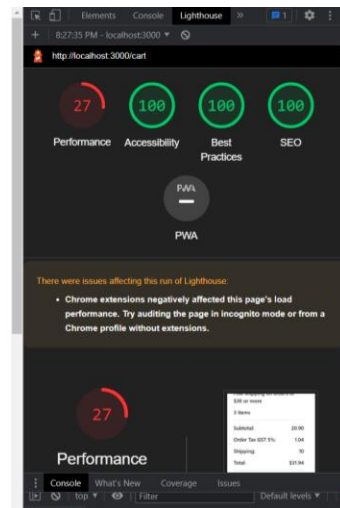 Elements Console Lighthouse » 1
+ 8:27:35 PM - localhost:3000
http://localhost:3000/cart
27 100 100 100
Performance Accessibility Best Practices SEO
PWA
PWA
There were issues affecting this run of Lighthouse:
• Chrome extensions negatively affected this page's load
performance. Try auditing the page in incognito mode or from a
Chrome profile without extensions.
27
Performance
$35 or more
3 items
Subtotal: 20.90
Order Tax GST 5%: 1.04
Shipping: 10
Total: $31.94
Console What's New Coverage Issues
top Filter Default levels